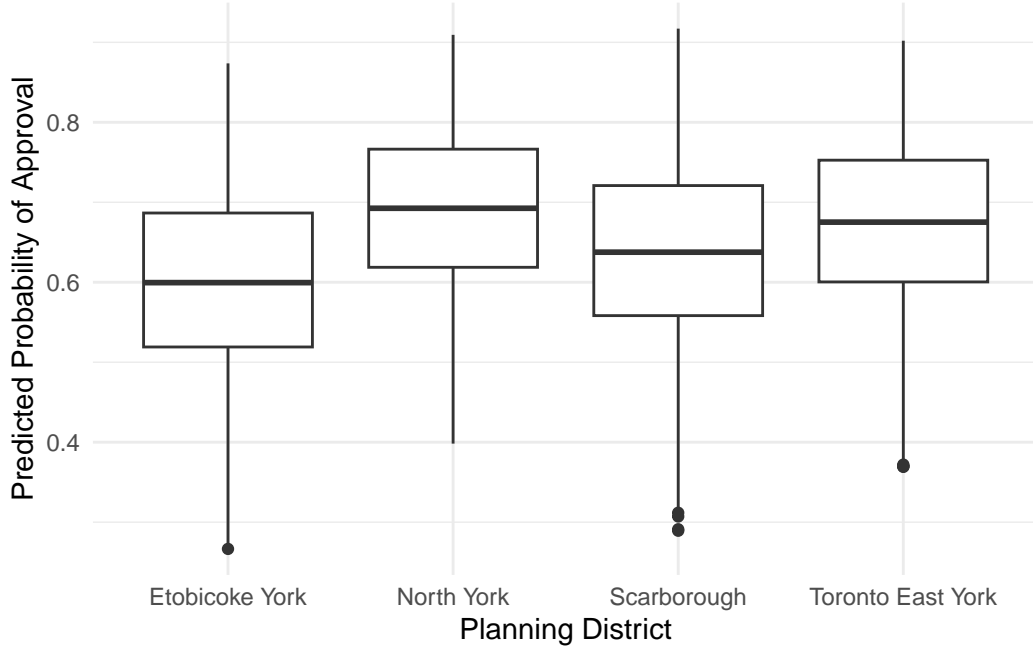 Predicted Probability of Approval
0.8
0.6
0.4
Etobicoke York North York Scarborough Toronto East York
Planning District